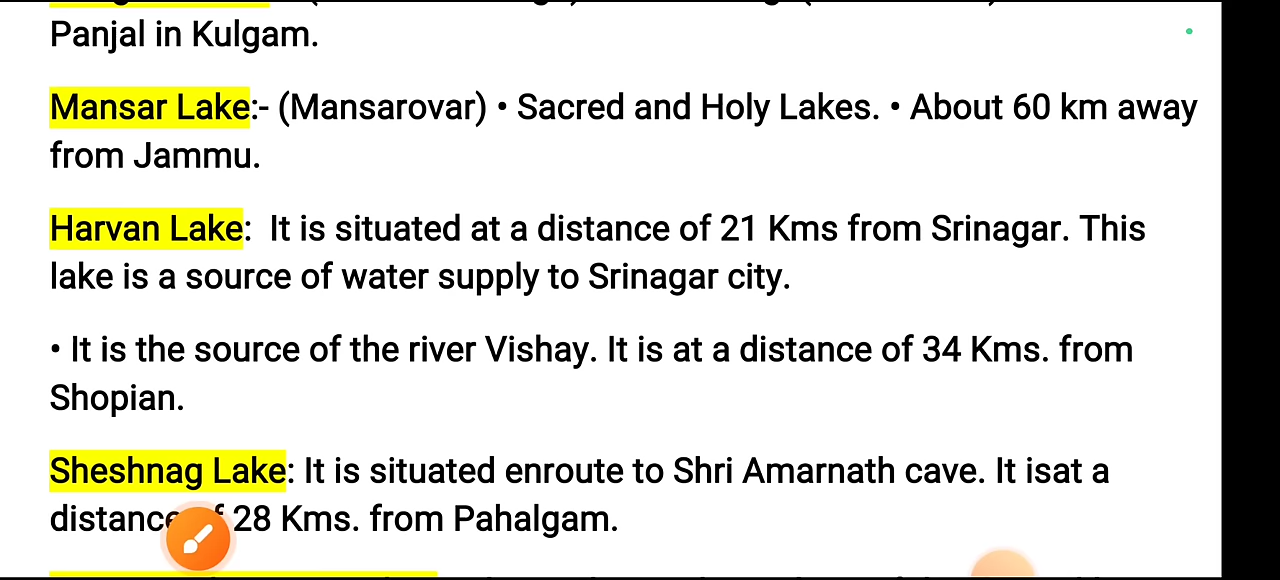 Panjal in Kulgam.
Mansar Lake:- (Mansarovar) • Sacred and Holy Lakes. • About 60 km away
from Jammu.
Harvan Lake:  It is situated at a distance of 21 Kms from Srinagar. This
lake is a source of water supply to Srinagar city.
• It is the source of the river Vishay. It is at a distance of 34 Kms. from
Shopian.
Sheshnag Lake: It is situated enroute to Shri Amarnath cave. It isat a
distance of 28 Kms. from Pahalgam.